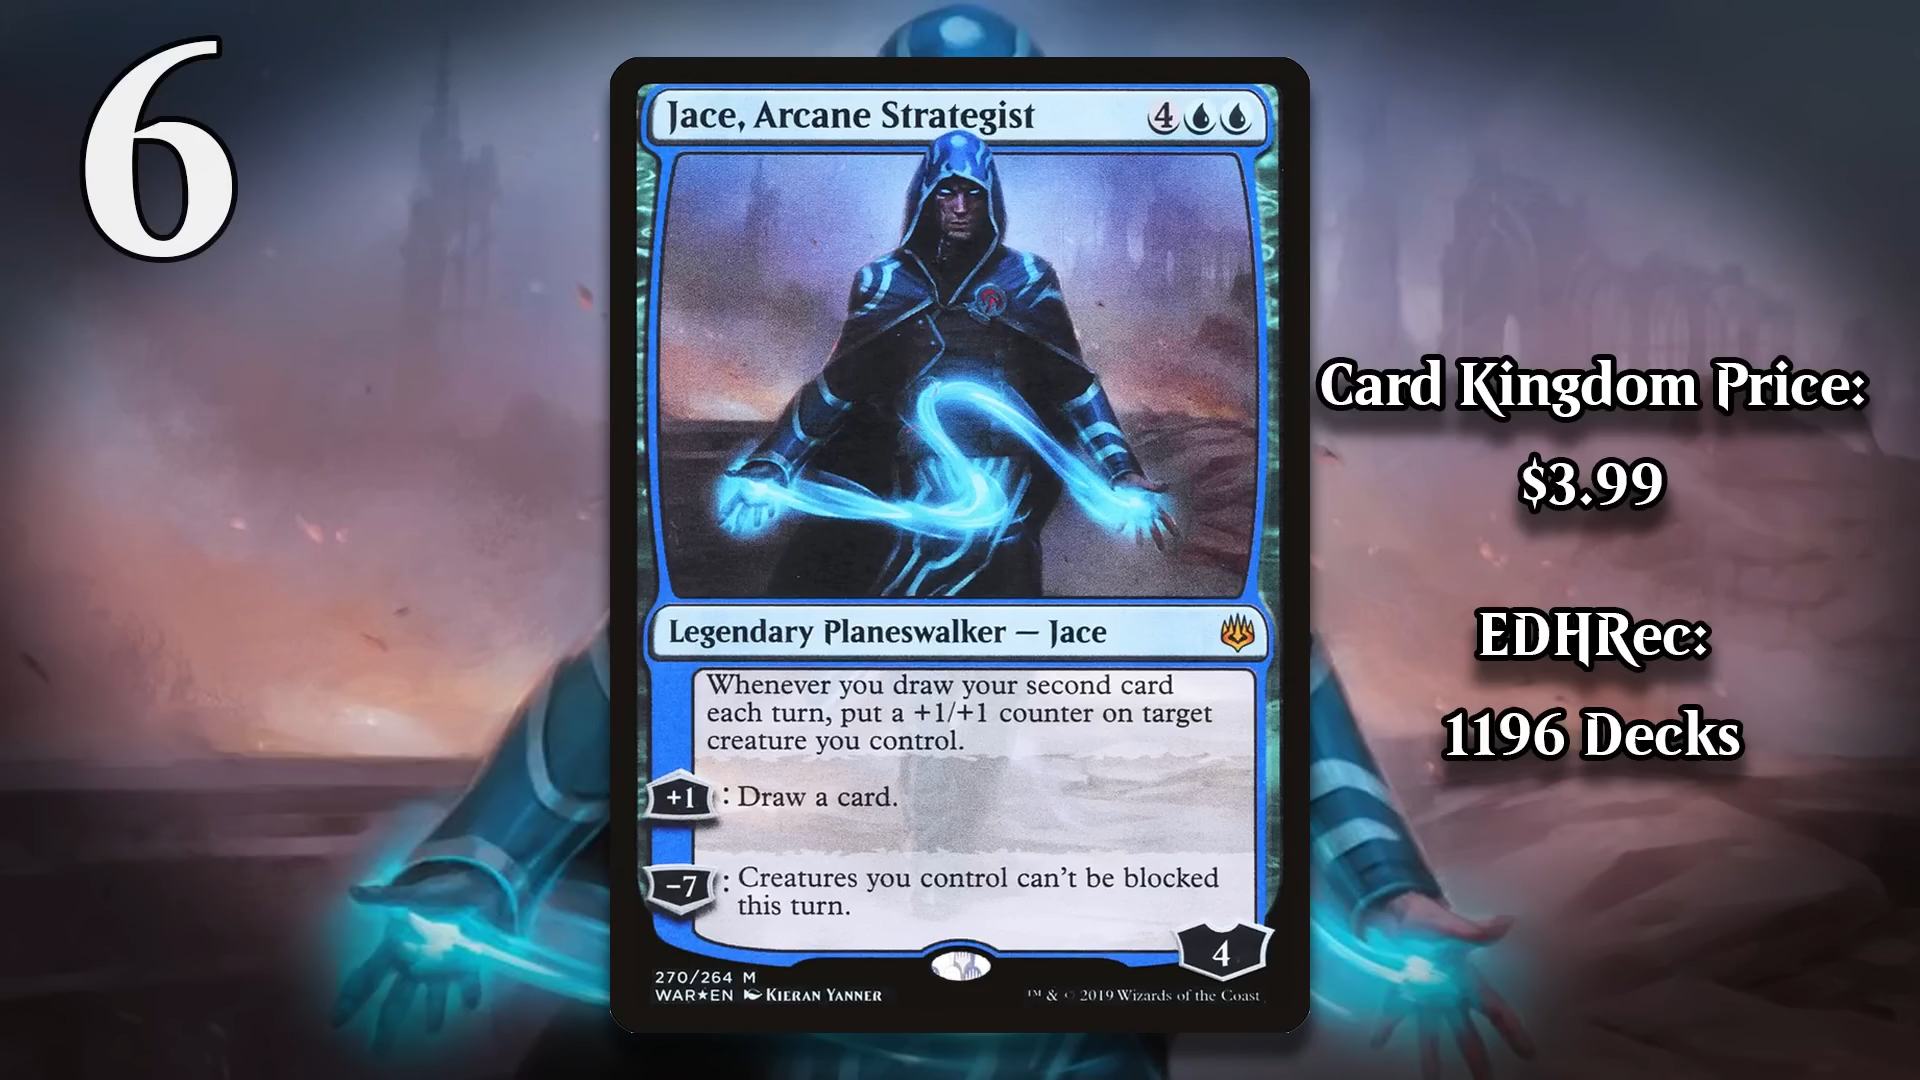 6
Jace, Arcane Strategist
4
Legendary Planeswalker — Jace
Whenever you draw your second card
each turn, put a +1/+1 counter on target
creature you control.
+1 : Draw a card.
−7 : Creatures you control can't be blocked
this turn.
4
270/264 M
WAR★EN Kieran Yanner
™ & © 2019 Wizards of the Coast
Card Kingdom Price:
$3.99
EDHRec:
1196 Decks